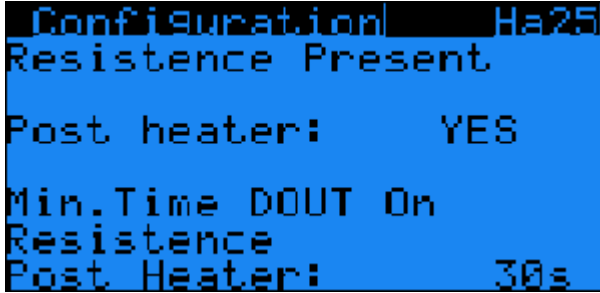 Configuration Ha25
Resistence Present
Post heater: YES
Min.Time DOUT On
Resistence
Post Heater: 30s